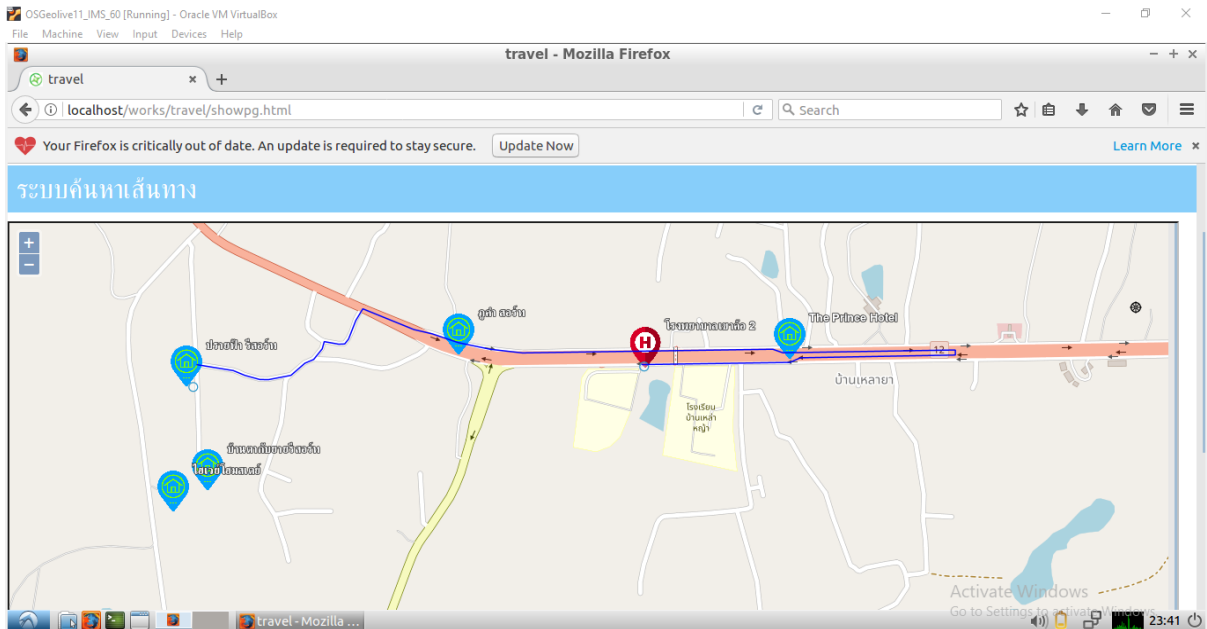 OSGeolive11_IMS_60 [Running] - Oracle VM VirtualBox
File Machine View Input Devices Help
travel - Mozilla Firefox
travel
localhost/works/travel/showpg.html
Search
Your Firefox is critically out of date. An update is required to stay secure.
Update Now
Learn More
ระบบค้นหาเส้นทาง
+
−
ภูลำ สอร์น
โรงพยาบาลเขาค้อ 2
The Prince Hotel
ปรายฟ้า รีสอร์ท
12
บ้านเหลายา
โรงเรียน
บ้านเหล่า
หญ้า
H
Activate Windows
Go to Settings to activate Windows.
travel - Mozilla ...
23:41